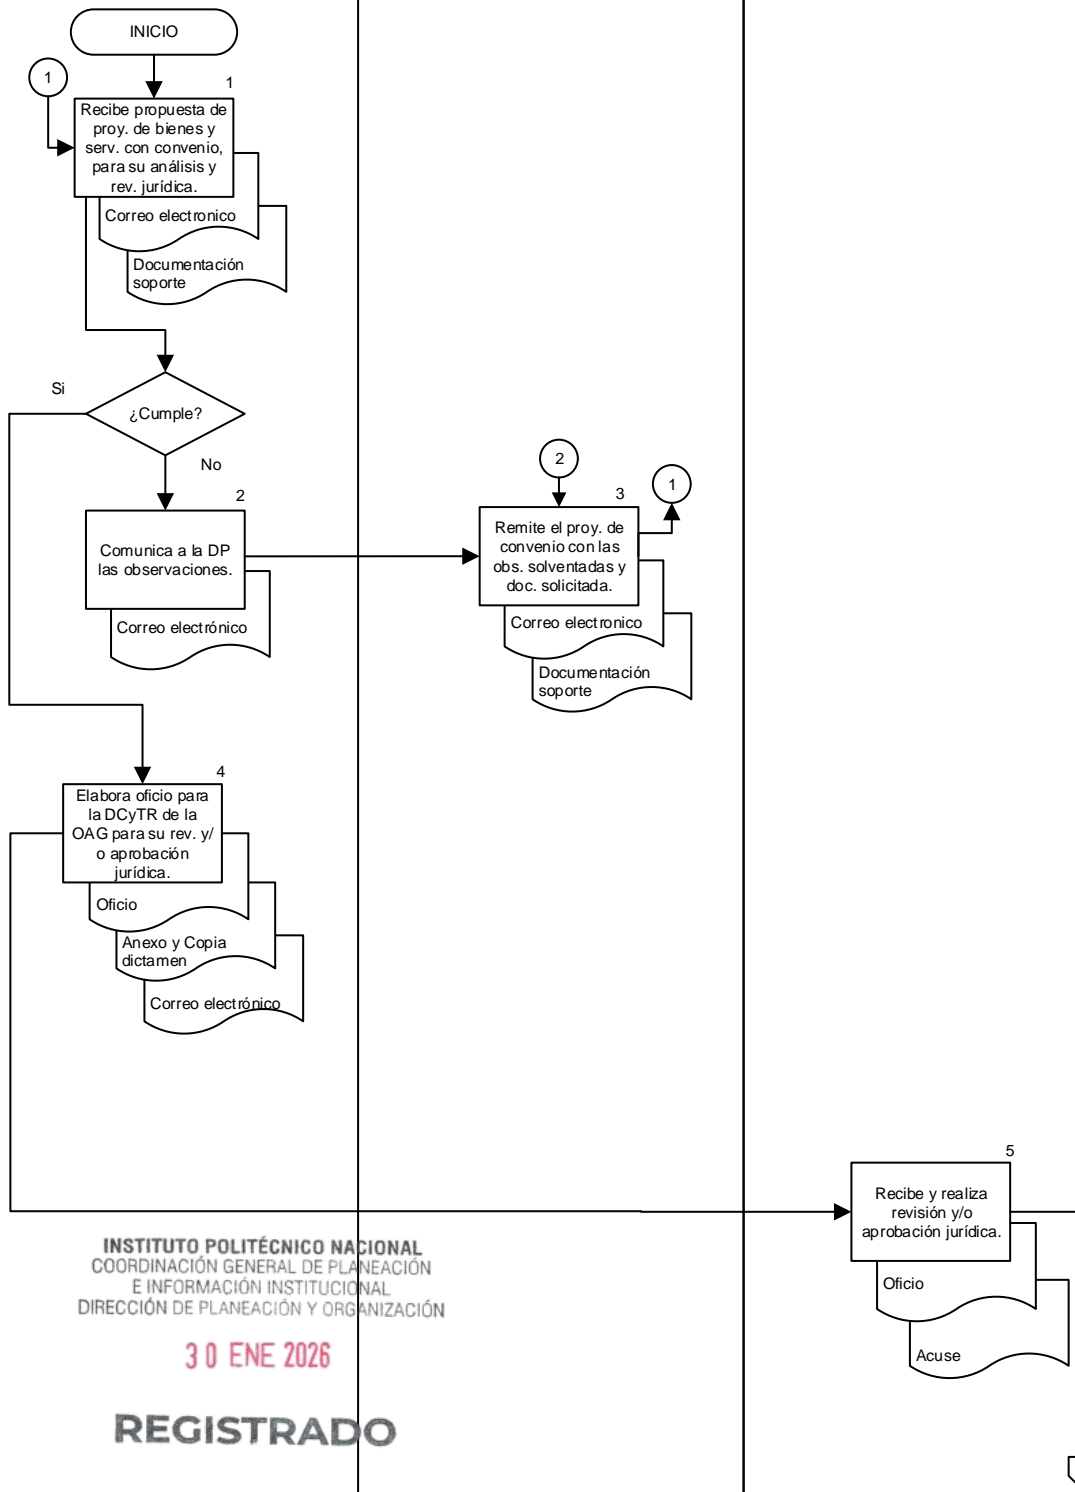 INICIO
1
1
Recibe propuesta de
proy. de bienes y
serv. con convenio,
para su análisis y
rev. jurídica.
Correo electronico
Documentación
soporte
Si
¿Cumple?
No
2
Comunica a la DP
las observaciones.
Correo electrónico
2
1
3
Remite el proy. de
convenio con las
obs. solventadas y
doc. solicitada.
Correo electronico
Documentación
soporte
4
Elabora oficio para
la DCyTR de la
OAG para su rev. y/
o aprobación
jurídica.
Oficio
Anexo y Copia
dictamen
Correo electrónico
5
Recibe y realiza
revisión y/o
aprobación jurídica.
Oficio
Acuse
INSTITUTO POLITÉCNICO NACIONAL
COORDINACIÓN GENERAL DE PLANEACIÓN
E INFORMACIÓN INSTITUCIONAL
DIRECCIÓN DE PLANEACIÓN Y ORGANIZACIÓN
30 ENE 2026
REGISTRADO